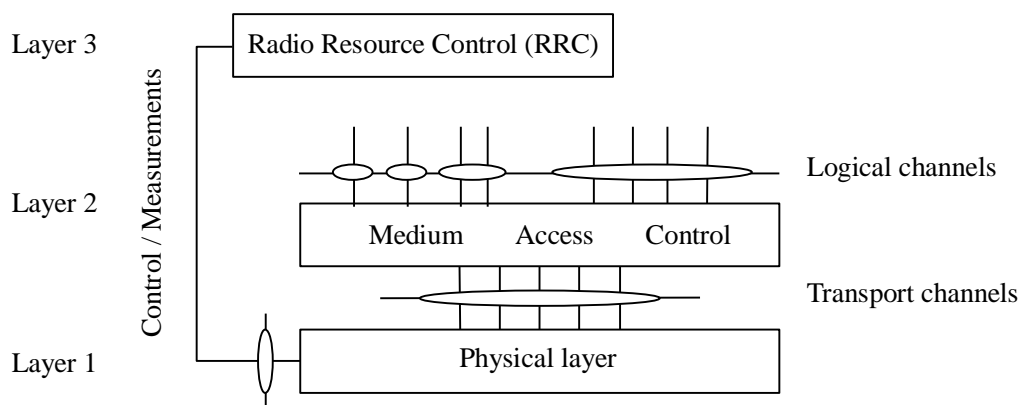 Layer 3
Radio Resource Control (RRC)
Control / Measurements
Logical channels
Layer 2
Medium Access Control
Transport channels
Layer 1
Physical layer